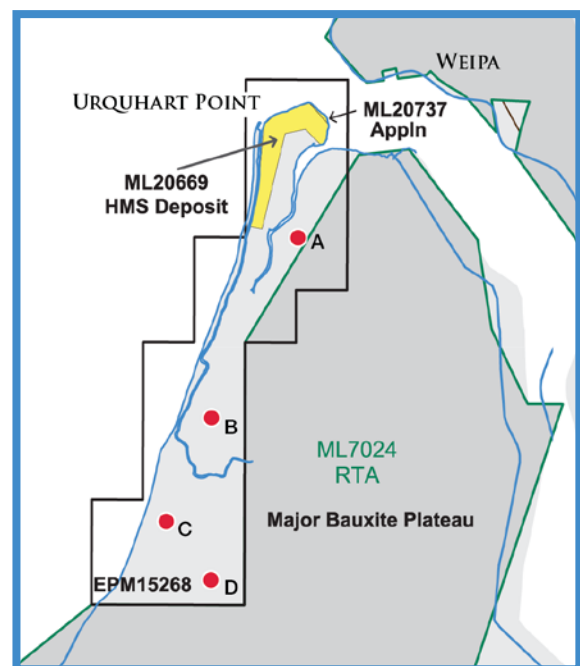 WEIPA
URQUHART POINT
ML20737
Appln
ML20669
HMS Deposit
A
B
ML7024
RTA
Major Bauxite Plateau
C
D
EPM15268